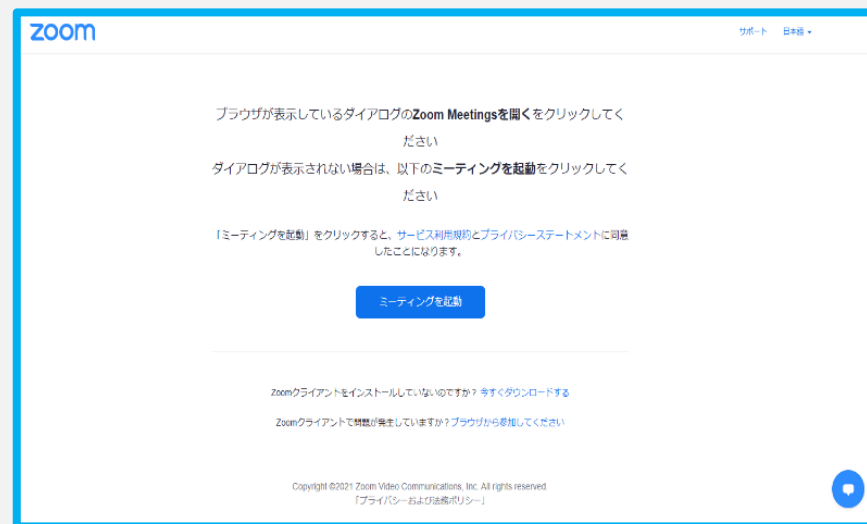 zoom
サポート 日本語
ブラウザが表示しているダイアログのZoom Meetingsを開くをクリックしてく
ださい
ダイアログが表示されない場合は、以下のミーティングを起動をクリックしてく
ださい
「ミーティングを起動」をクリックすると、サービス利用規約とプライバシーステートメントに同意
したことになります。
ミーティングを起動
Zoomクライアントをインストールしていないのですか？今すぐダウンロードする
Zoomクライアントで問題が発生していますか？ブラウザから参加してください
Copyright ©2021 Zoom Video Communications, Inc. All rights reserved.
「プライバシーおよび法務ポリシー」